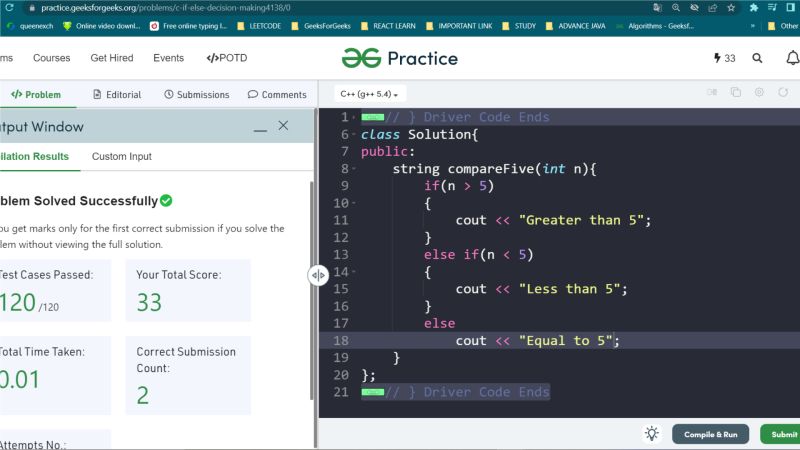 practice.geeksforgeeks.org/problems/c-if-else-decision-making4138/0
queenexch Online video downl... Free online typing l... LEETCODE GeeksForGeeks REACT LEARN IMPORTANT LINK STUDY ADVANCE JAVA Algorithms - Geeksf... » Other
ms Courses Get Hired Events </>POTD Practice 33
</> Problem Editorial Submissions Comments C++ (g++ 5.4)
tput Window
ilation Results Custom Input
blem Solved Successfully
ou get marks only for the first correct submission if you solve the
lem without viewing the full solution.
Test Cases Passed: Your Total Score:
120 /120 33
Total Time Taken: Correct Submission
Count:
0.01 2
Attempts No.:
1 // } Driver Code Ends
6 class Solution{
7 public:
8 string compareFive(int n){
9 if(n > 5)
10 {
11 cout << "Greater than 5";
12 }
13 else if(n < 5)
14 {
15 cout << "Less than 5";
16 }
17 else
18 cout << "Equal to 5";
19 }
20 };
21 // } Driver Code Ends
Compile & Run Submit